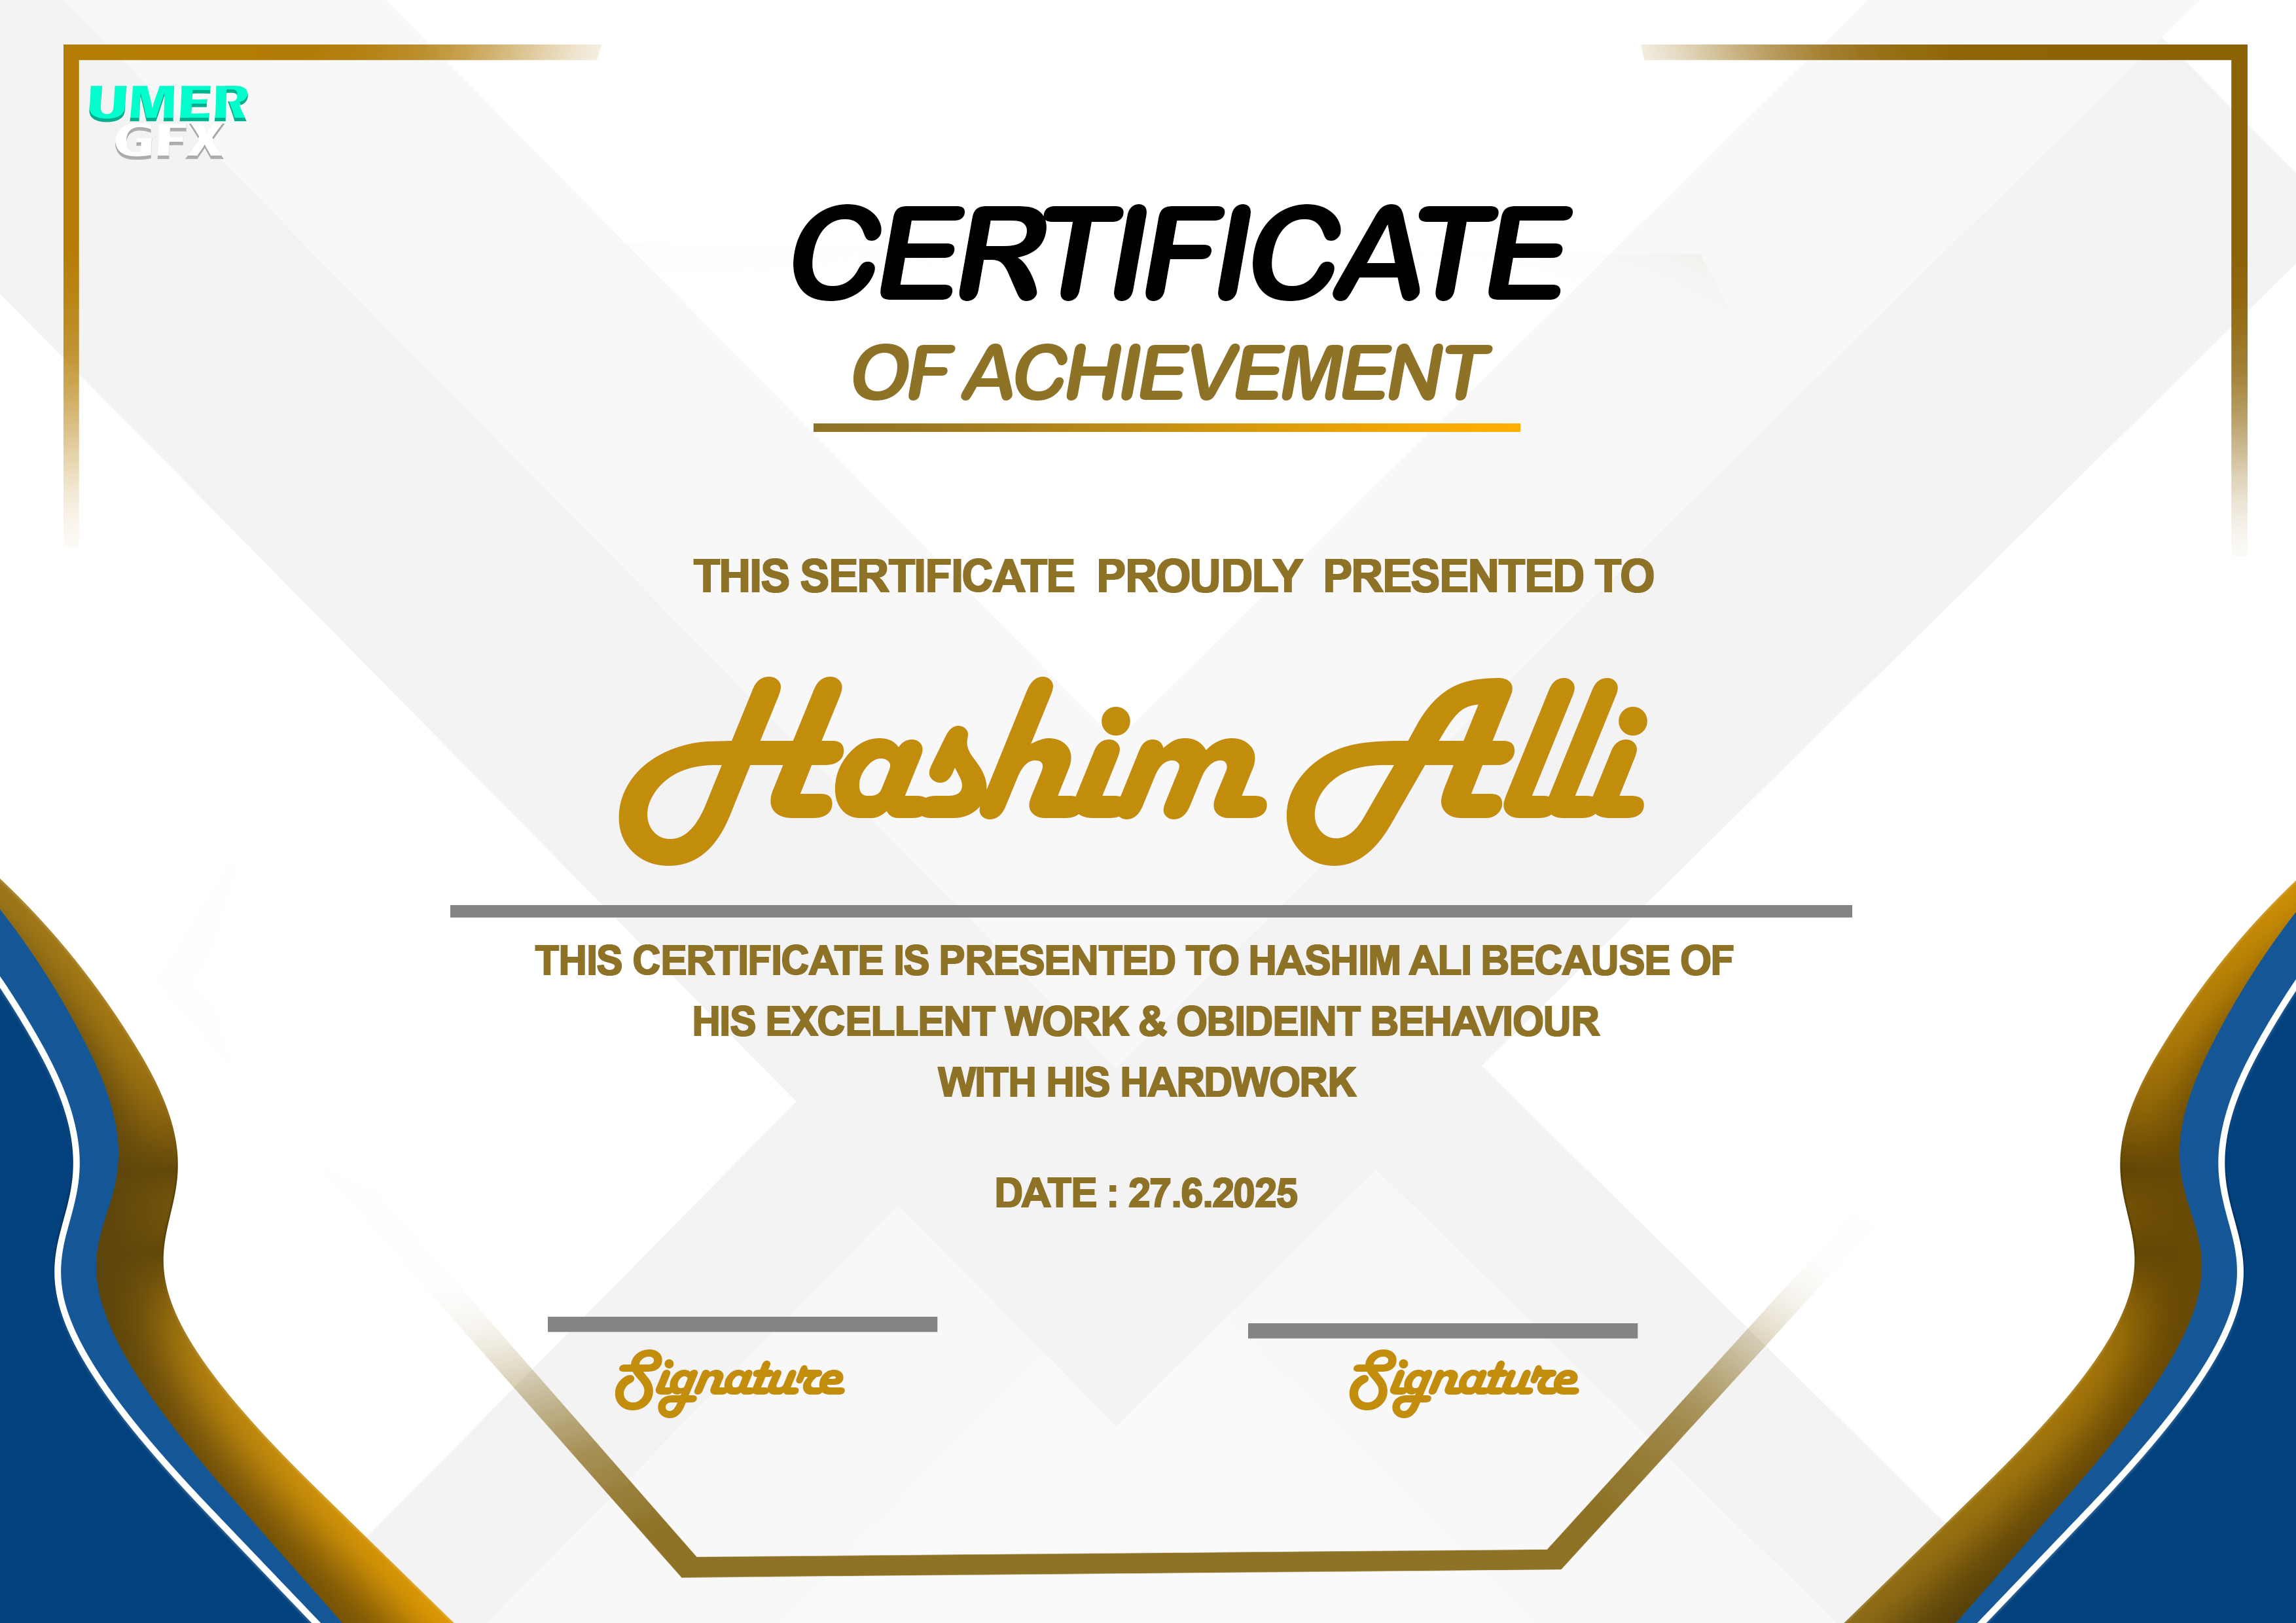 UMER
GFX
CERTIFICATE
OF ACHIEVEMENT
THIS SERTIFICATE PROUDLY PRESENTED TO
Hashim Alli
THIS CERTIFICATE IS PRESENTED TO HASHIM ALI BECAUSE OF
HIS EXCELLENT WORK & OBIDEINT BEHAVIOUR
WITH HIS HARDWORK
DATE : 27.6.2025
Signature Signature